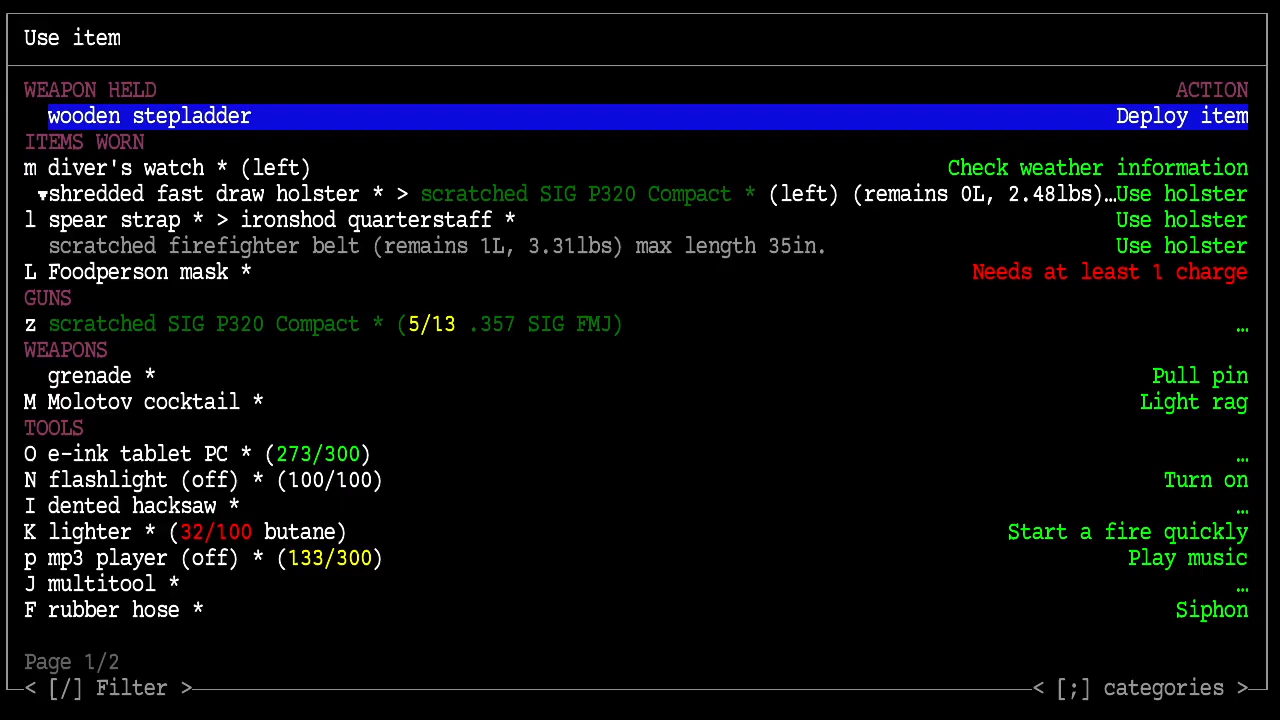 Use item
WEAPON HELD ACTION
wooden stepladder Deploy item
ITEMS WORN
m diver's watch * (left) Check weather information
▾shredded fast draw holster * > scratched SIG P320 Compact * (left) (remains 0L, 2.48lbs)…Use holster
l spear strap * > ironshod quarterstaff * Use holster
scratched firefighter belt (remains 1L, 3.31lbs) max length 35in. Use holster
L Foodperson mask * Needs at least 1 charge
GUNS
z scratched SIG P320 Compact * (5/13 .357 SIG FMJ) …
WEAPONS
grenade * Pull pin
M Molotov cocktail * Light rag
TOOLS
O e-ink tablet PC * (273/300) …
N flashlight (off) * (100/100) Turn on
I dented hacksaw * …
K lighter * (32/100 butane) Start a fire quickly
p mp3 player (off) * (133/300) Play music
J multitool * …
F rubber hose * Siphon
Page 1/2
< [/] Filter > < [;] categories >